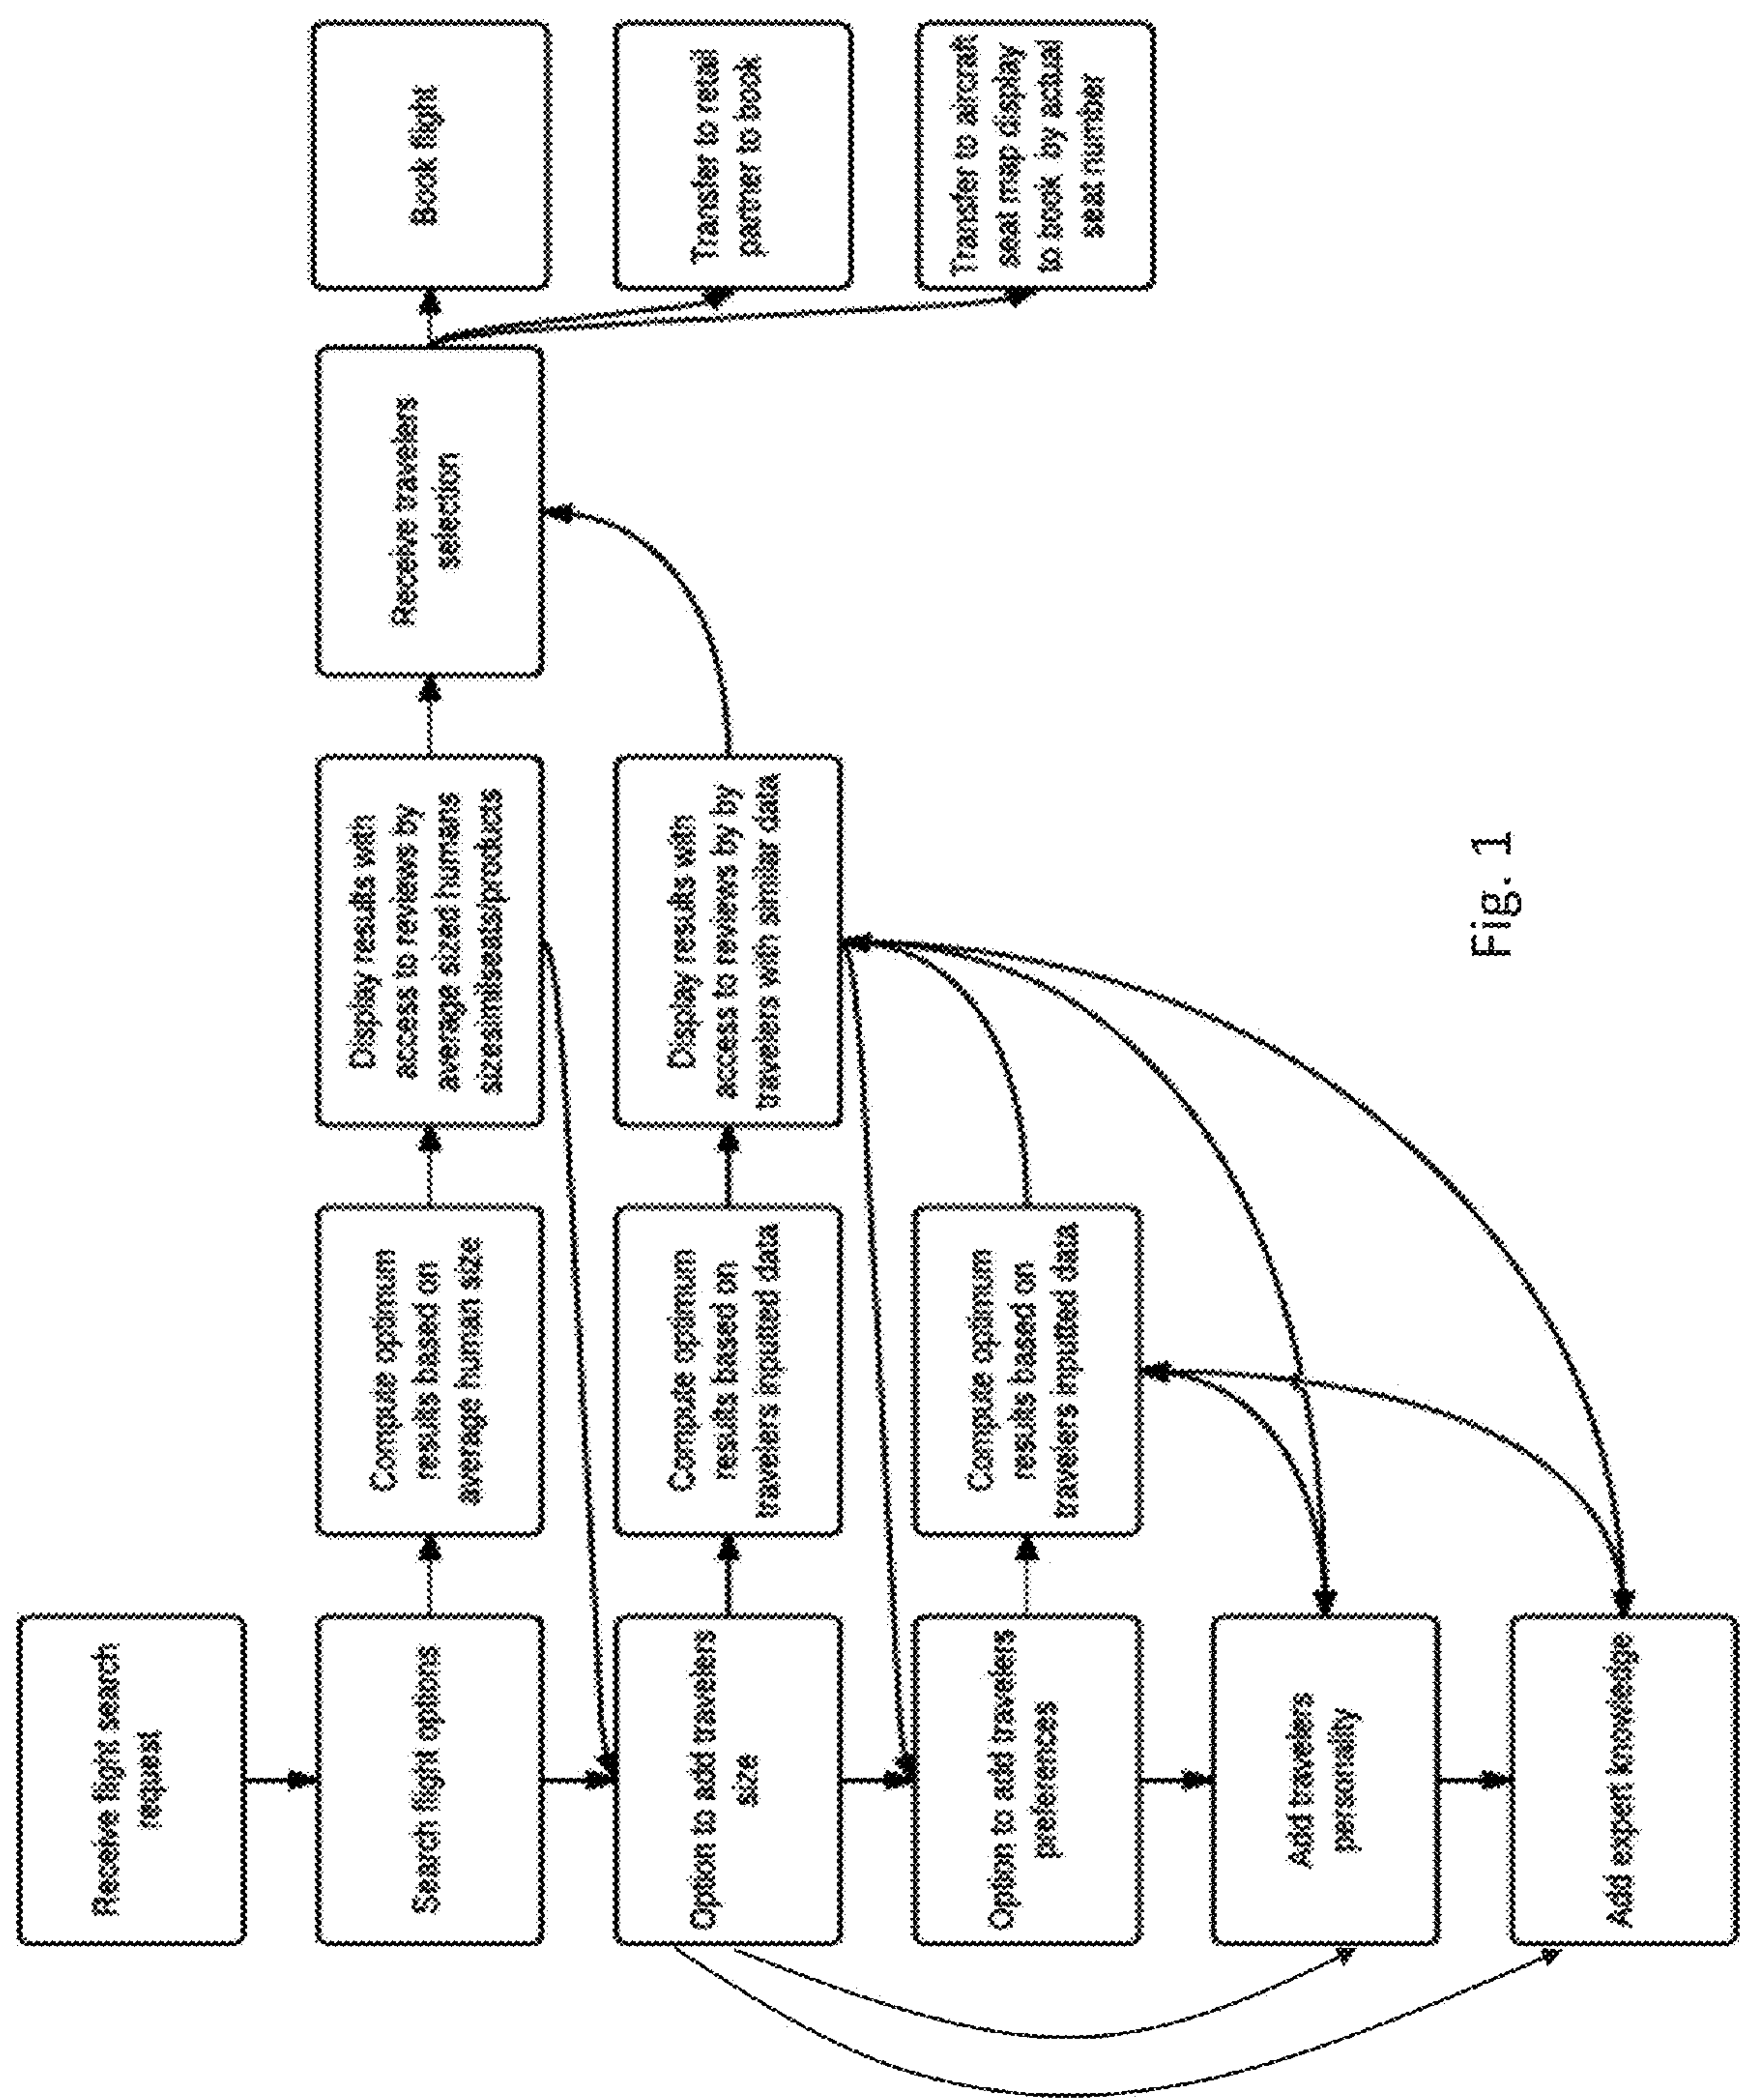 Receive flight search
request
Search flight options
Compute optimum
results based on
average human size
Display results with
access to reviews by
average sized humans
sizesimilseats/products
Receive travelers
selection
Book flight
Option to add travelers
size
Compute optimum
results based on
travelers inputted data
Display results with
access to reviews by by
travelers with similar data
Transfer to retail
partner to book
Option to add travelers
preferences
Compute optimum
results based on
travelers inputted data
Transfer to aircraft
seat map display
to book by actual
seat number
Add travelers
personality
Add expert knowledge
Fig. 1